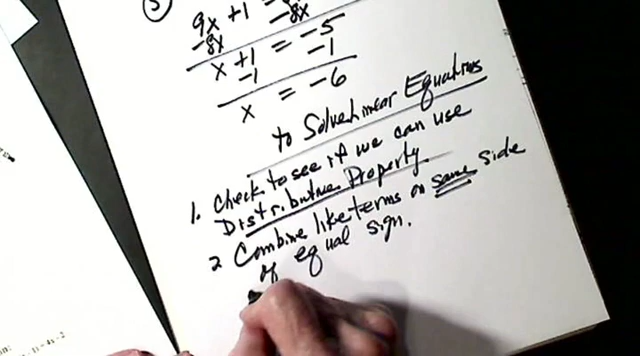 5
9x + 1 =
-8x -8x
x + 1 = -5
-1 -1
x = -6
to Solve Linear Equations
1. Check to see if we can use
Distributive Property.
2. Combine like terms on same side
of equal sign.